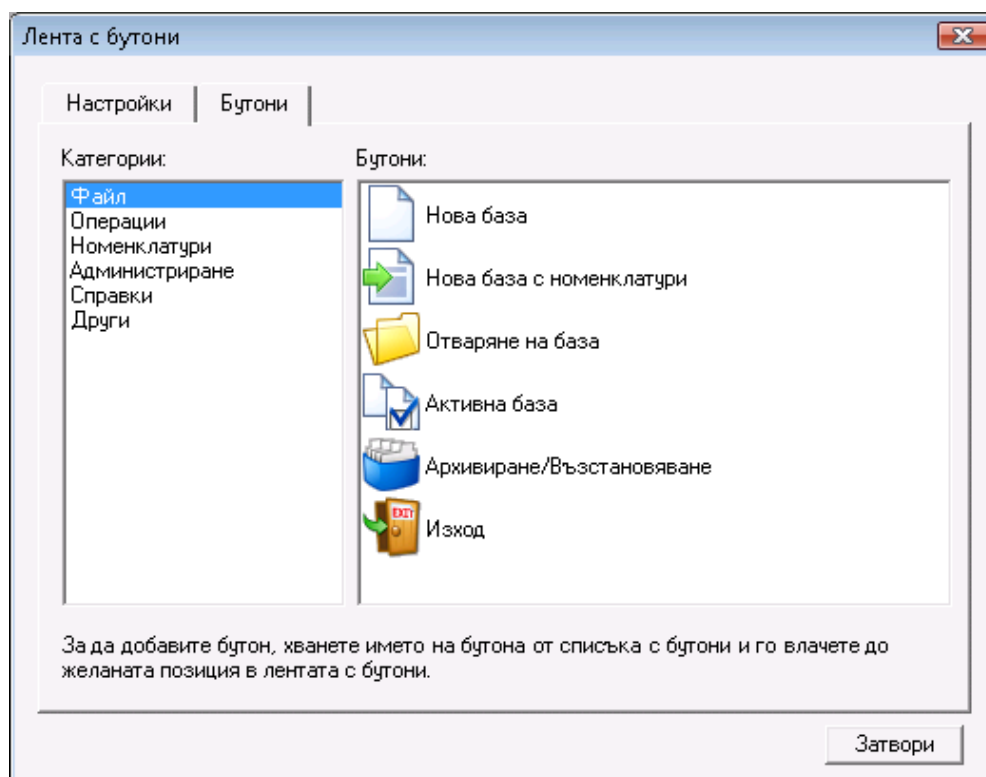 Лента с бутони
Настройки
Бутони
Категории:
Файл
Операции
Номенклатури
Администриране
Справки
Други
Бутони:
Нова база
Нова база с номенклатури
Отваряне на база
Активна база
Архивиране/Възстановяване
EXIT
Изход
За да добавите бутон, хванете името на бутона от списъка с бутони и го влачете до
желаната позиция в лентата с бутони.
Затвори